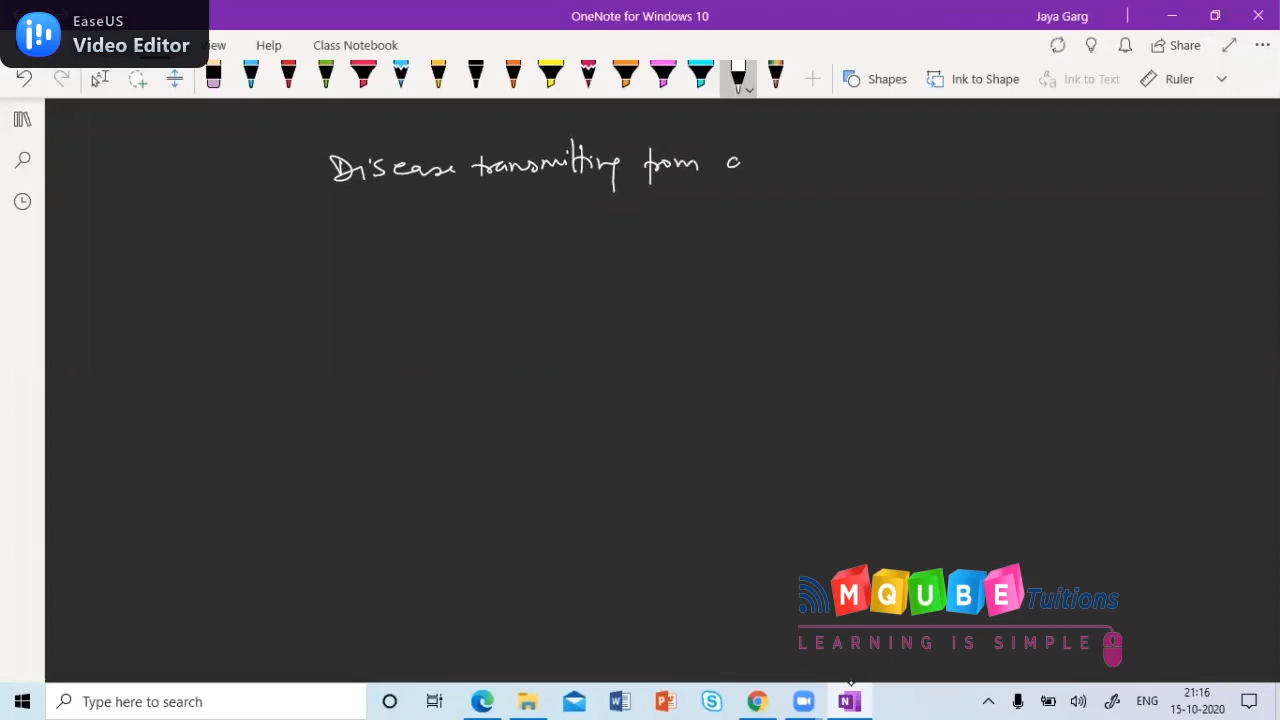 EaseUS
Video Editor
OneNote for Windows 10
Jaya Garg
View Help Class Notebook
Share
Shapes Ink to Shape Ink to Text Ruler
Disease transmitting from
MQUBE Tuitions
LEARNING IS SIMPLE
Type here to search
ENG
21:16
15-10-2020